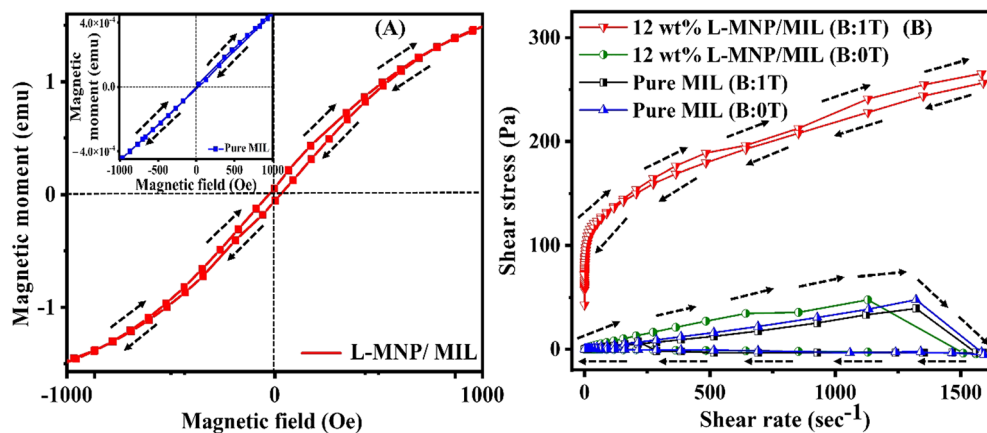 (A)
Magnetic moment (emu)
1
0
-1
-1000
0
1000
Magnetic field (Oe)
L-MNP/ MIL
Magnetic
moment (emu)
4.0×10⁻⁴
0.0
−4.0×10⁻⁴
-1000
-500
0
500
1000
Magnetic field (Oe)
Pure MIL
(B)
12 wt% L-MNP/MIL (B:1T)
12 wt% L-MNP/MIL (B:0T)
Pure MIL (B:1T)
Pure MIL (B:0T)
Shear stress (Pa)
300
200
100
0
0
500
1000
1500
Shear rate (sec⁻¹)